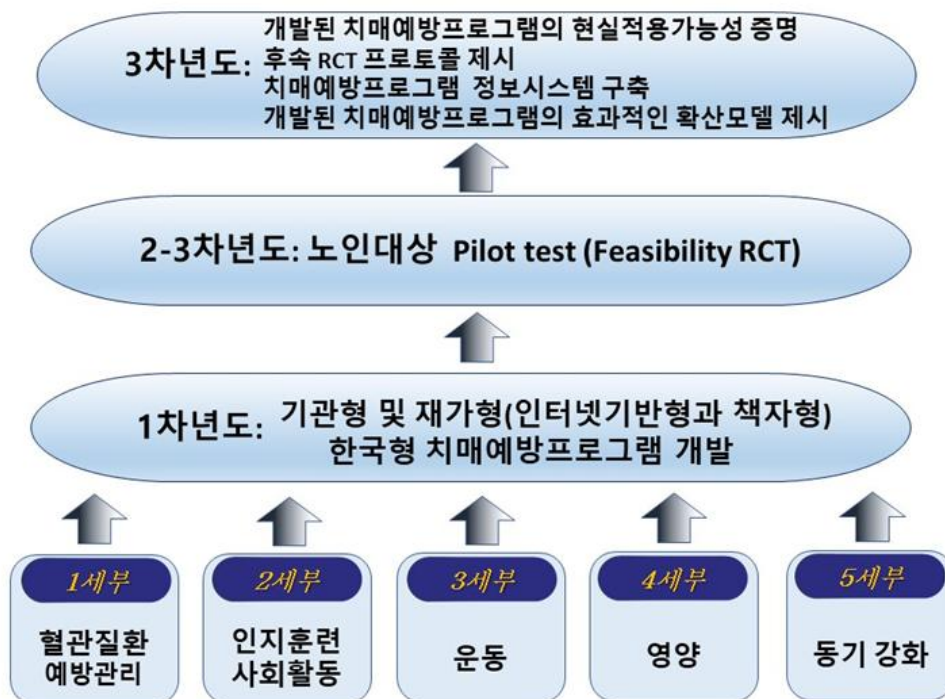 개발된 치매예방프로그램의 현실적용가능성 증명
3차년도: 후속 RCT 프로토콜 제시
치매예방프로그램 정보시스템 구축
개발된 치매예방프로그램의 효과적인 확산모델 제시
2-3차년도: 노인대상 Pilot test (Feasibility RCT)
1차년도: 기관형 및 재가형(인터넷기반형과 책자형)
한국형 치매예방프로그램 개발
1세부
혈관질환
예방관리
2세부
인지훈련
사회활동
3세부
운동
4세부
영양
5세부
동기 강화